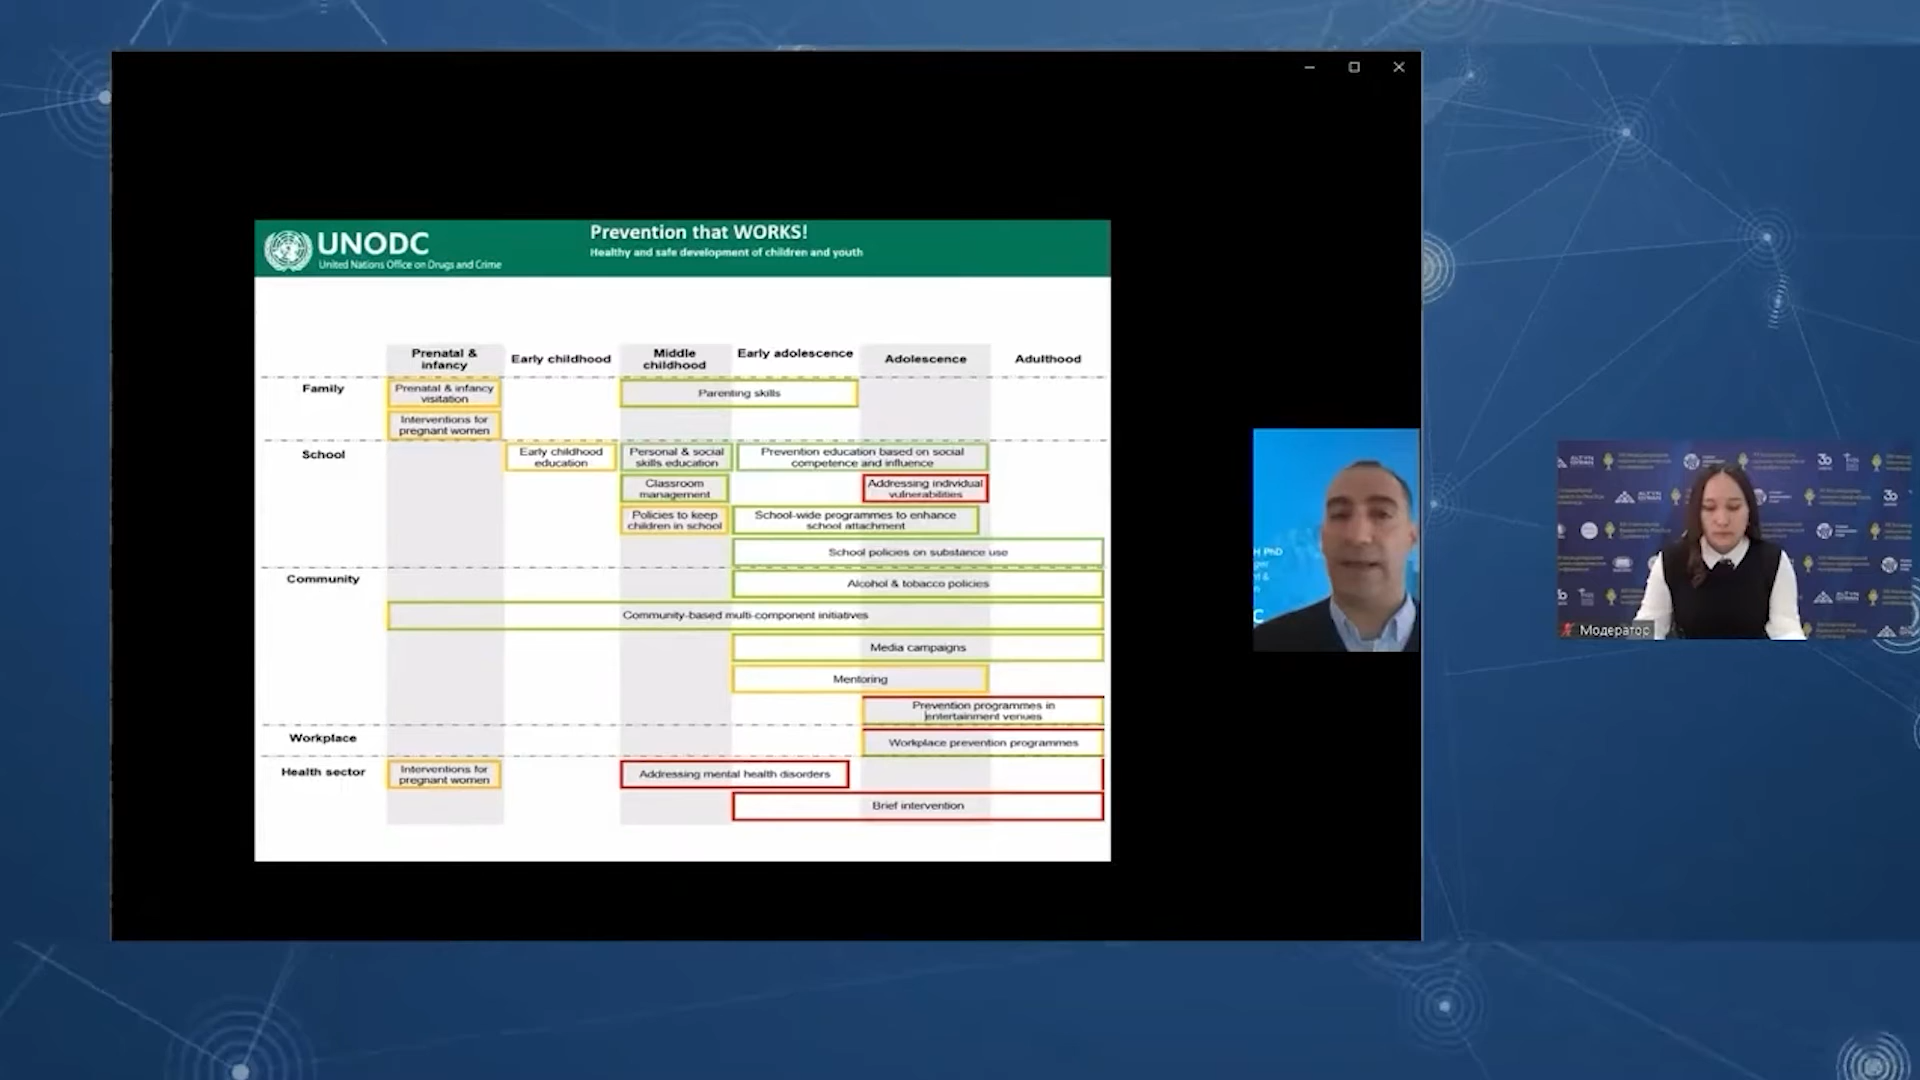 UNODC
United Nations Office on Drugs and Crime
Prevention that WORKS!
Healthy and safe development of children and youth
Prenatal &
infancy
Early childhood
Middle
childhood
Early adolescence
Adolescence
Adulthood
Family
Prenatal & infancy
visitation
Parenting skills
Interventions for
pregnant women
School
Early childhood
education
Personal & social
skills education
Prevention education based on social
competence and influence
Classroom
management
Addressing individual
vulnerabilities
Policies to keep
children in school
School-wide programmes to enhance
school attachment
School policies on substance use
Community
Alcohol & tobacco policies
Community-based multi-component initiatives
Media campaigns
Mentoring
Prevention programmes in
entertainment venues
Workplace
Workplace prevention programmes
Health sector
Interventions for
pregnant women
Addressing mental health disorders
Brief intervention
H PhD
ger
t &
C
Модератор